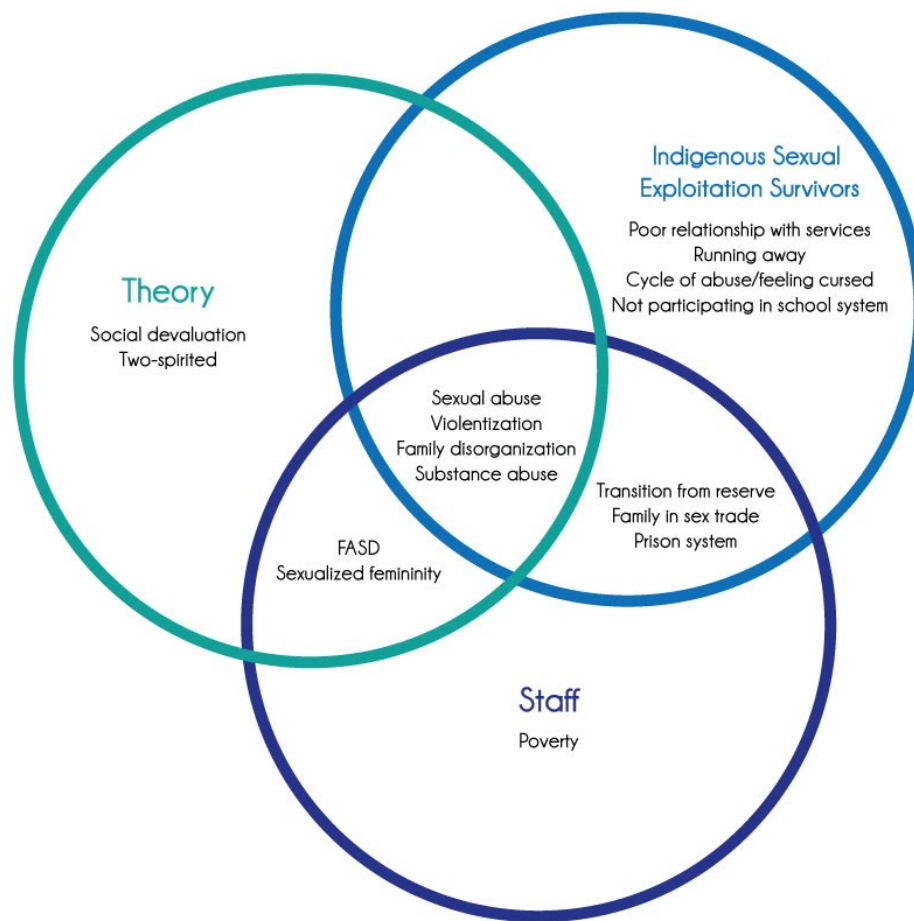 Indigenous Sexual
Exploitation Survivors
Poor relationship with services
Running away
Cycle of abuse/feeling cursed
Not participating in school system
Theory
Social devaluation
Two-spirited
Sexual abuse
Violentization
Family disorganization
Substance abuse
Transition from reserve
Family in sex trade
Prison system
FASD
Sexualized femininity
Staff
Poverty